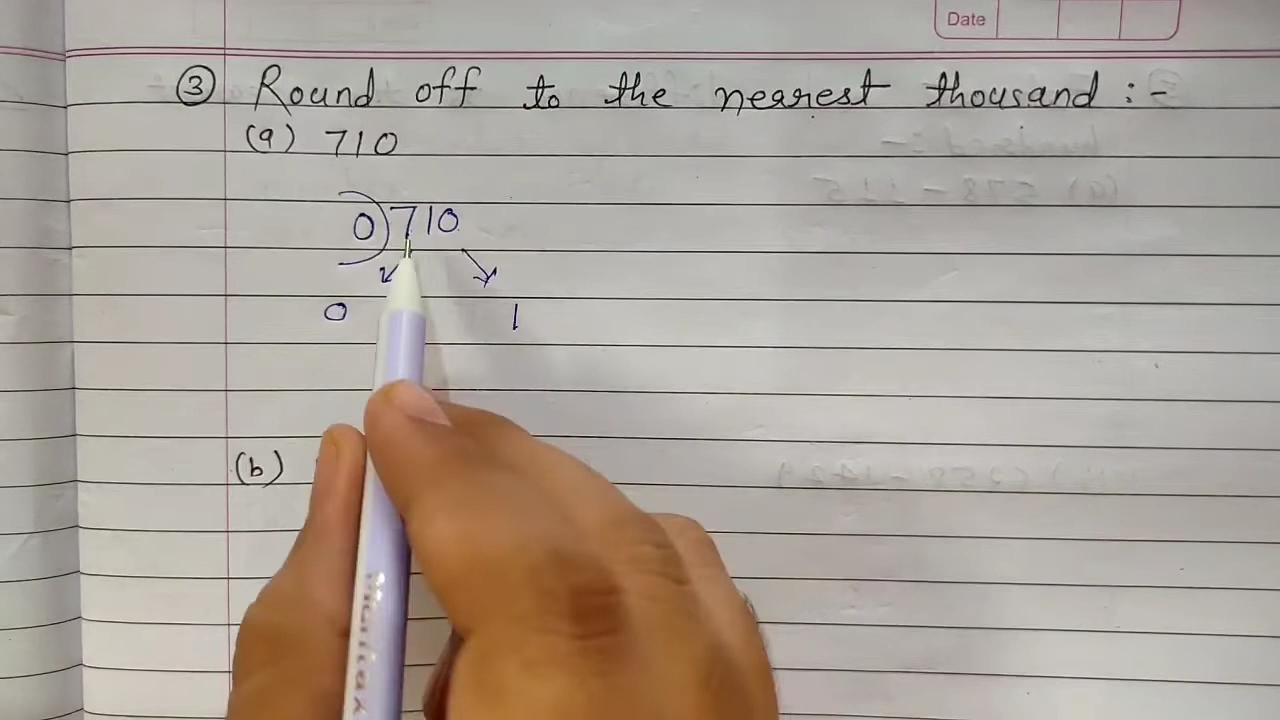 Date
③ Round off to the nearest thousand :-
(a) 710
0)710
0 1
(b)